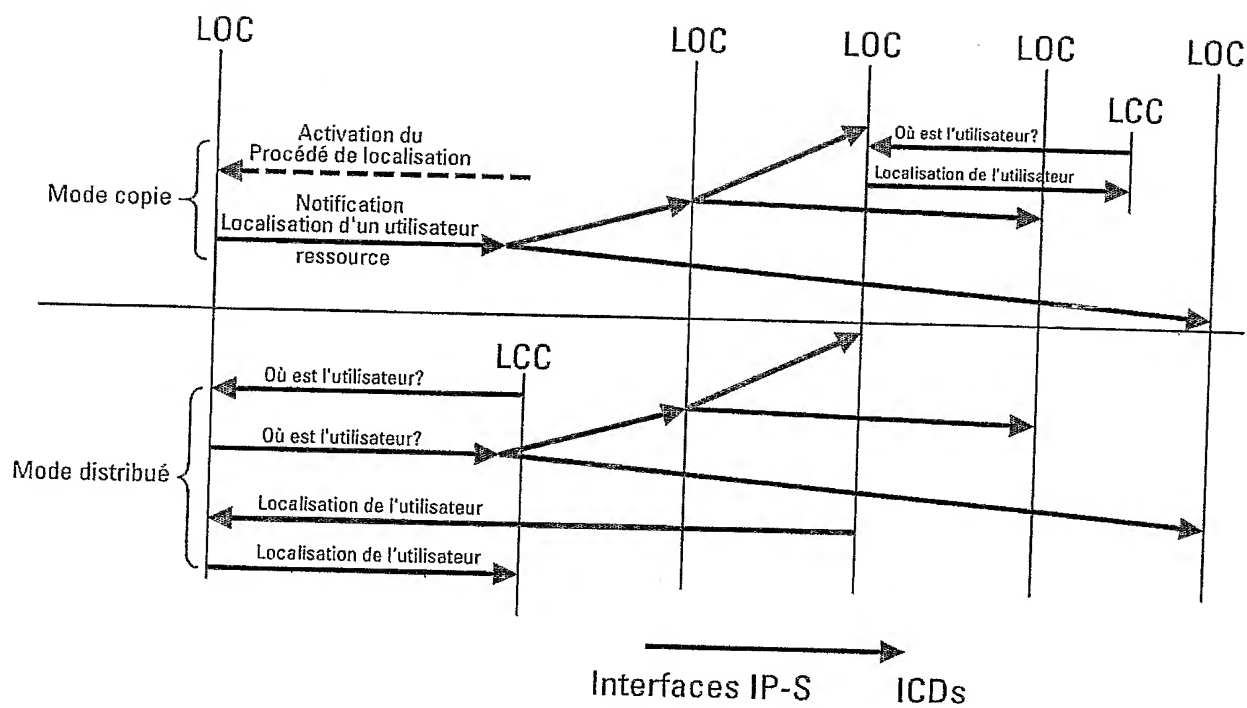 LOC
LOC
LOC
LOC
LOC
LCC
Activation du
Procédé de localisation
Où est l'utilisateur?
Localisation de l'utilisateur
Mode copie
Notification
Localisation d'un utilisateur
ressource
LCC
Où est l'utilisateur?
Où est l'utilisateur?
Mode distribué
Localisation de l'utilisateur
Localisation de l'utilisateur
Interfaces IP-S ICDs